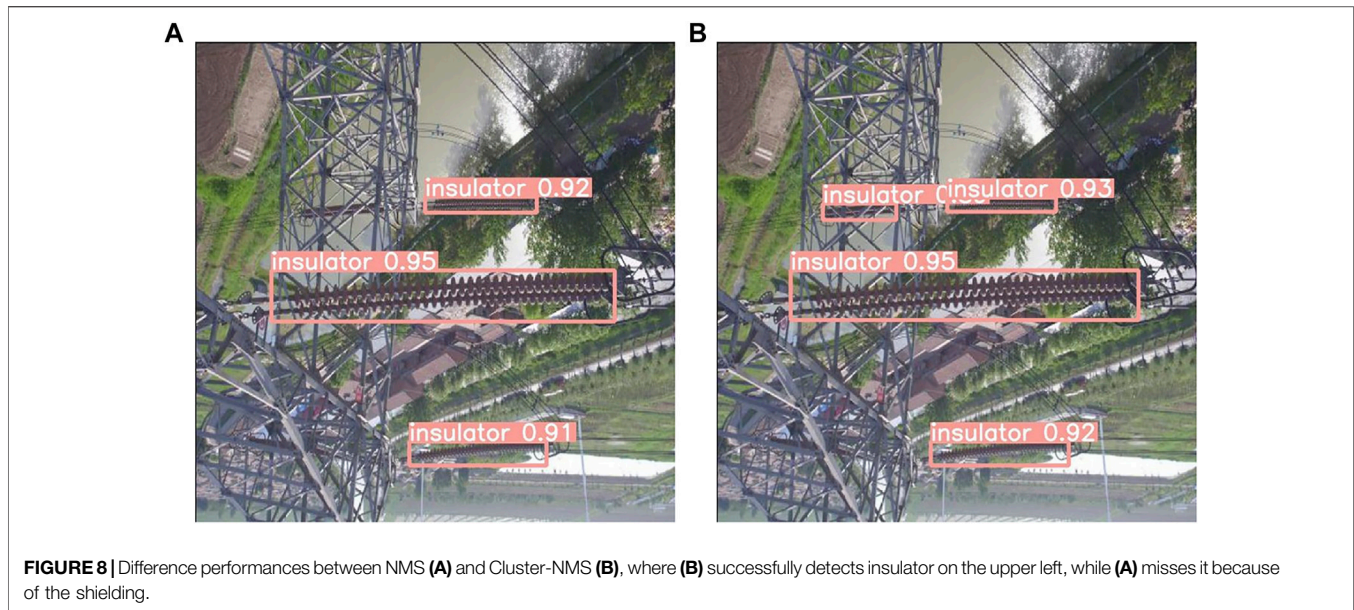 A
B
insulator 0.92
insulator 0.95
insulator 0.91
insulator
insulator 0.93
insulator 0.95
insulator 0.92
FIGURE 8 | Difference performances between NMS (A) and Cluster-NMS (B), where (B) successfully detects insulator on the upper left, while (A) misses it because
of the shielding.